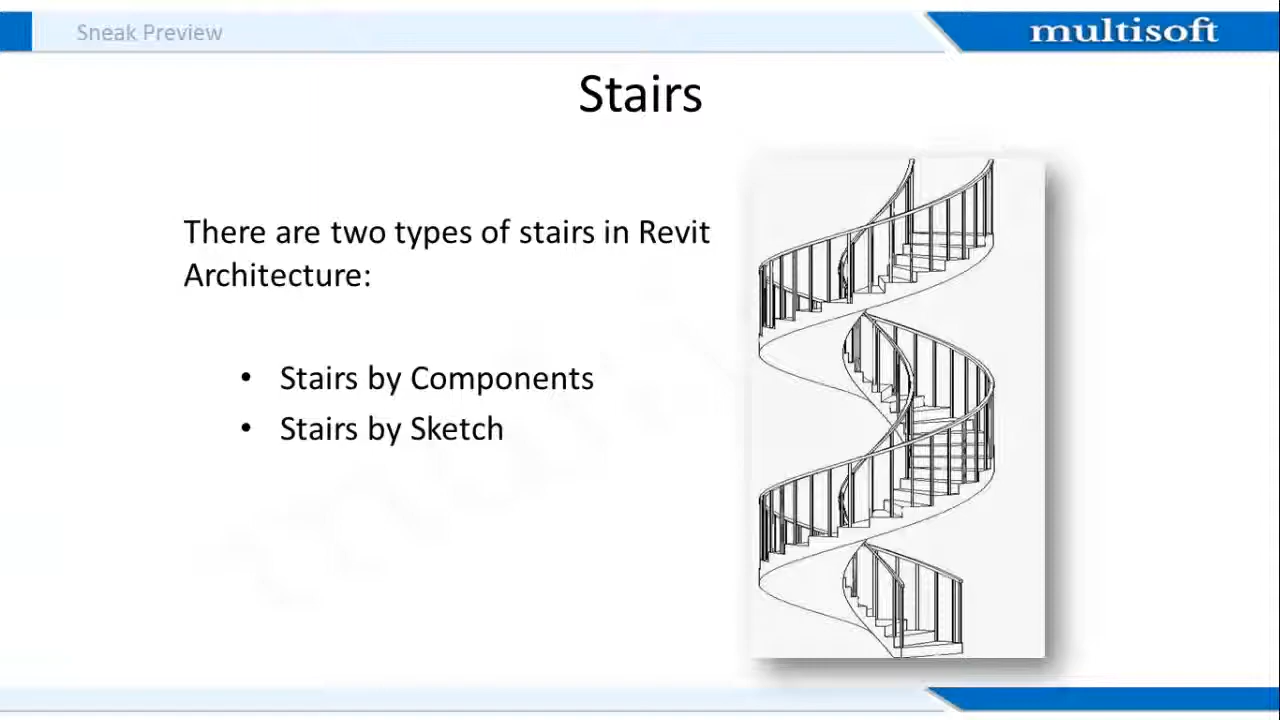 Sneak Preview
multisoft
Stairs
There are two types of stairs in Revit
Architecture:
• Stairs by Components
• Stairs by Sketch